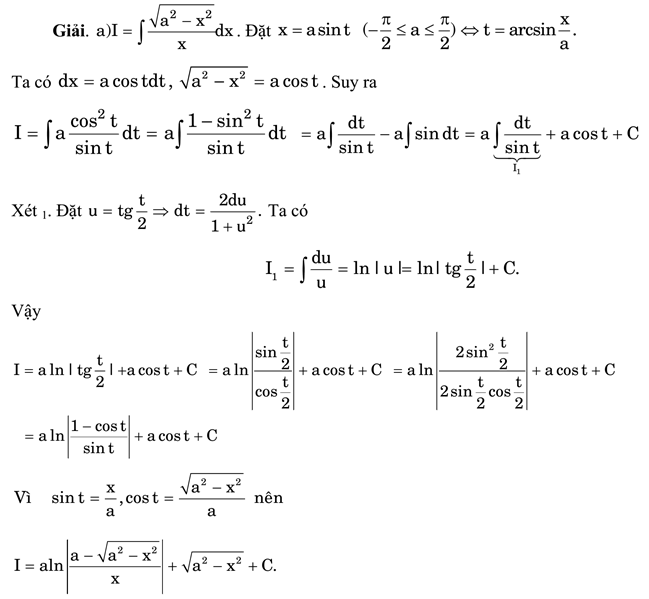 Giải. a) I = ∫ √(a² − x²)/x dx. Đặt x = a sin t (−π/2 ≤ a ≤ π/2) ⇔ t = arcsin x/a.
Ta có dx = a cos tdt, √(a² − x²) = a cos t. Suy ra
I = ∫ a cos² t/sin t dt = a ∫ (1 − sin² t)/sin t dt = a ∫ dt/sin t − a ∫ sin dt = a ∫ dt/sin t + a cos t + C
I₁
Xét ₁. Đặt u = tg t/2 ⇒ dt = 2du/(1 + u²). Ta có
I₁ = ∫ du/u = ln | u |= ln | tg t/2 | + C.
Vậy
I = a ln | tg t/2 | +a cos t + C = a ln |sin t/2 / cos t/2| + a cos t + C = a ln |2 sin² t/2 / 2 sin t/2 cos t/2| + a cos t + C
= a ln |(1 − cos t)/sin t| + a cos t + C
Vì sin t = x/a, cos t = √(a² − x²)/a nên
I = aln |(a − √(a² − x²))/x| + √(a² − x²) + C.